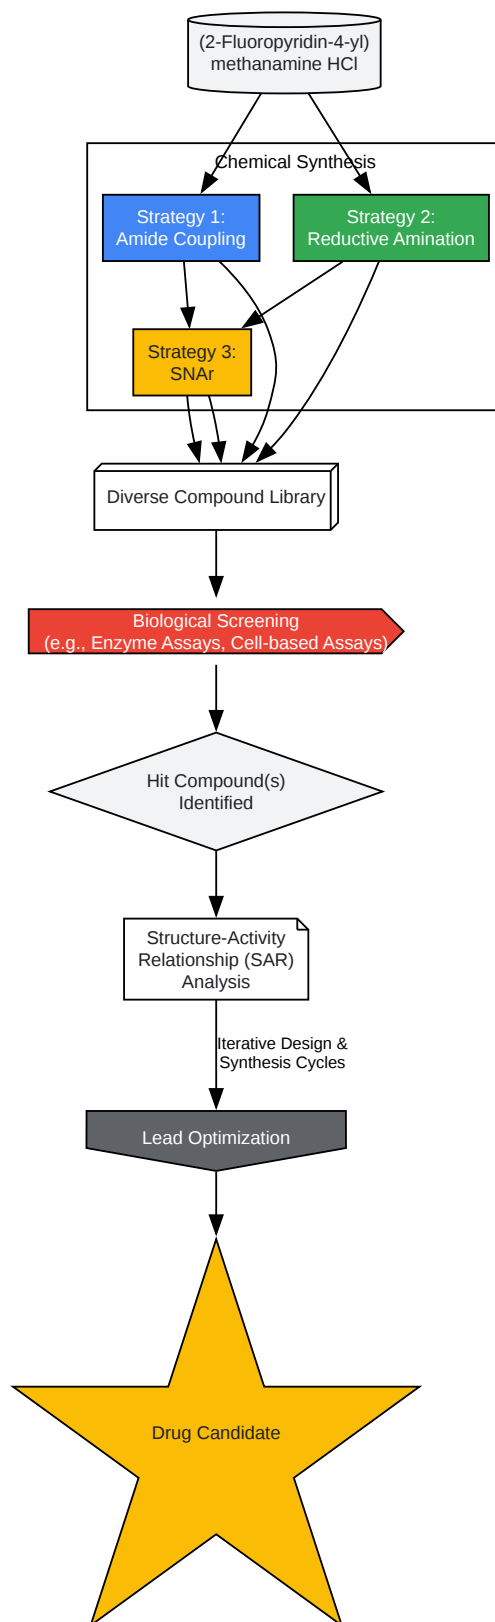 (2-Fluoropyridin-4-yl)
methanamine HCl
Chemical Synthesis
Strategy 1:
Amide Coupling
Strategy 2:
Reductive Amination
Strategy 3:
SNAr
Diverse Compound Library
Biological Screening
(e.g., Enzyme Assays, Cell-based Assays)
Hit Compound(s)
Identified
Structure-Activity
Relationship (SAR)
Analysis
Iterative Design &
Synthesis Cycles
Lead Optimization
Drug Candidate